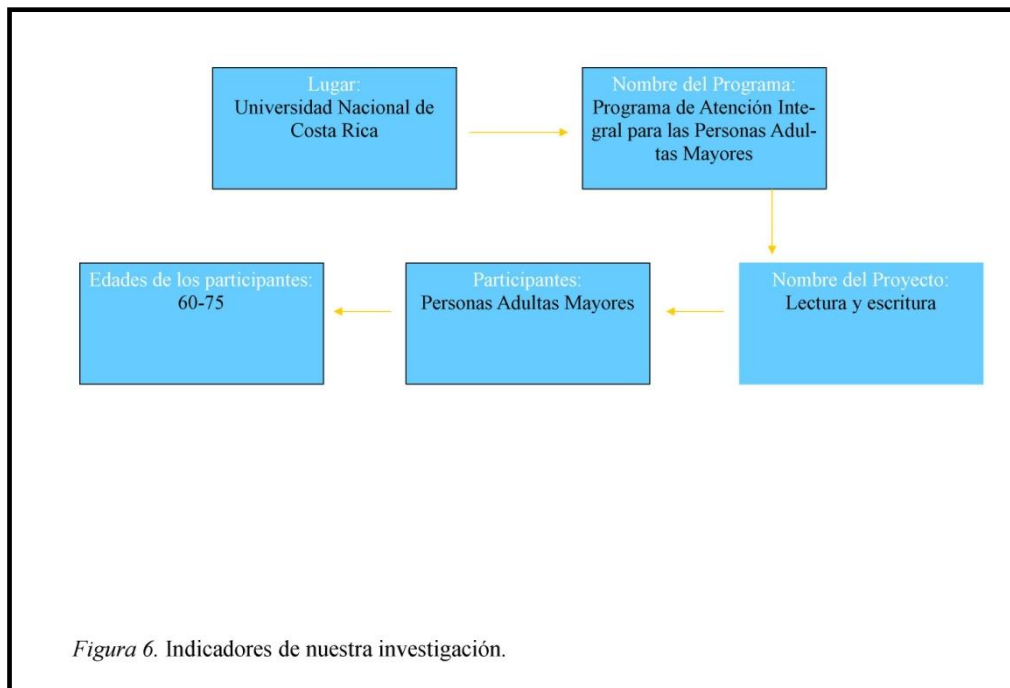 Lugar:
Universidad Nacional de
Costa Rica
Nombre del Programa:
Programa de Atención Inte-
gral para las Personas Adul-
tas Mayores
Nombre del Proyecto:
Lectura y escritura
Participantes:
Personas Adultas Mayores
Edades de los participantes:
60-75
Figura 6. Indicadores de nuestra investigación.